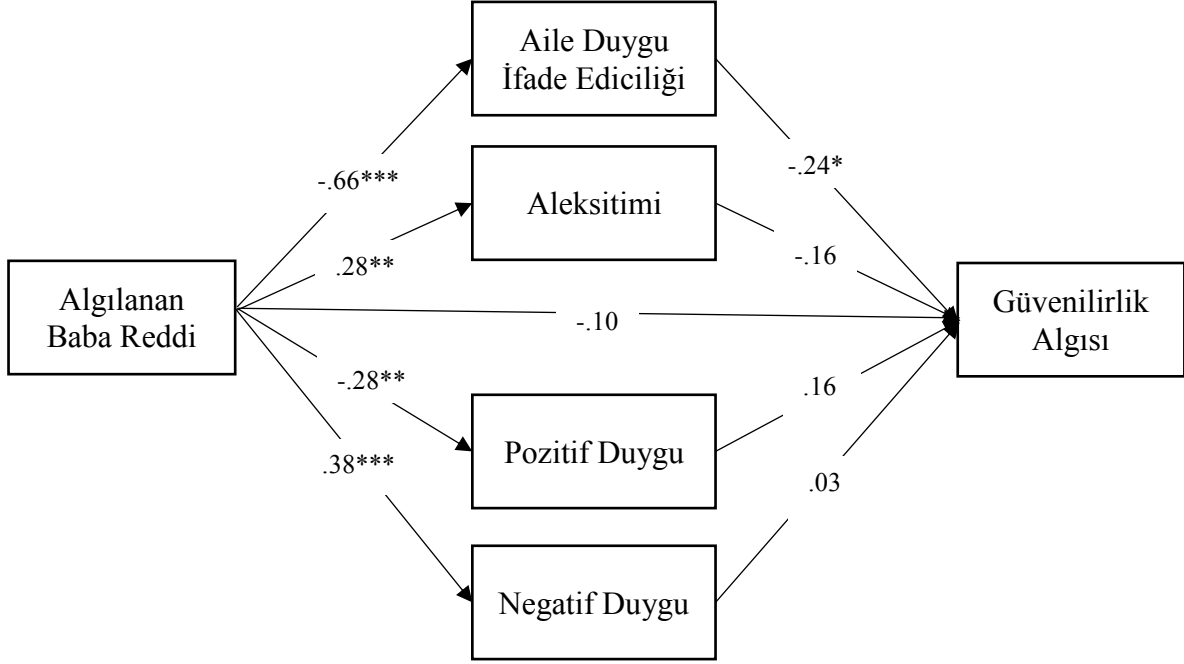 Aile Duygu
İfade Ediciliği
-.66***
-.24*
Aleksitimi
.28**
-.16
Algılanan
Baba Reddi
-.10
Güvenilirlik
Algısı
-.28**
.16
Pozitif Duygu
.38***
.03
Negatif Duygu